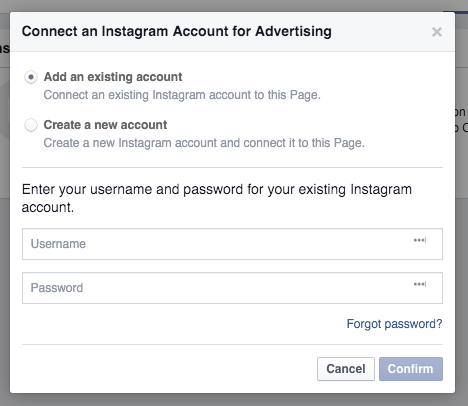 Connect an Instagram Account for Advertising
Add an existing account
Connect an existing Instagram account to this Page.
Create a new account
Create a new Instagram account and connect it to this Page.
Enter your username and password for your existing Instagram
account.
Username
Password
Forgot password?
Cancel
Confirm